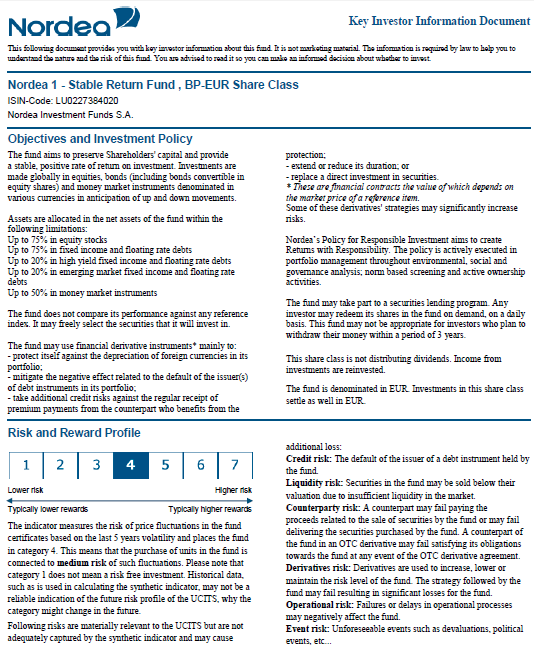 Nordea
Key Investor Information Document
This following document provides you with key investor information about this fund. It is not marketing material. The information is required by law to help you to
understand the nature and the risk of this fund. You are advised to read it so you can make an informed decision about whether to invest.
Nordea 1 - Stable Return Fund , BP-EUR Share Class
ISIN-Code: LU0227384020
Nordea Investment Funds S.A.
Objectives and Investment Policy
The fund aims to preserve Shareholders' capital and provide
a stable, positive rate of return on investment. Investments are
made globally in equities, bonds (including bonds convertible in
equity shares) and money market instruments denominated in
various currencies in anticipation of up and down movements.
Assets are allocated in the net assets of the fund within the
following limitations:
Up to 75% in equity stocks
Up to 75% in fixed income and floating rate debts
Up to 20% in high yield fixed income and floating rate debts
Up to 20% in emerging market fixed income and floating rate
debts
Up to 50% in money market instruments
The fund does not compare its performance against any reference
index. It may freely select the securities that it will invest in.
The fund may use financial derivative instruments* mainly to:
- protect itself against the depreciation of foreign currencies in its
portfolio;
- mitigate the negative effect related to the default of the issuer(s)
of debt instruments in its portfolio;
- take additional credit risks against the regular receipt of
premium payments from the counterpart who benefits from the
protection;
- extend or reduce its duration; or
- replace a direct investment in securities.
* These are financial contracts the value of which depends on
the market price of a reference item.
Some of these derivatives' strategies may significantly increase
risks.
Nordea's Policy for Responsible Investment aims to create
Returns with Responsibility. The policy is actively executed in
portfolio management throughout environmental, social and
governance analysis; norm based screening and active ownership
activities.
The fund may take part to a securities lending program. Any
investor may redeem its shares in the fund on demand, on a daily
basis. This fund may not be appropriate for investors who plan to
withdraw their money within a period of 3 years.
This share class is not distributing dividends. Income from
investments are reinvested.
The fund is denominated in EUR. Investments in this share class
settle as well in EUR.
Risk and Reward Profile
1 2 3 4 5 6 7
Lower risk Higher risk
Typically lower rewards Typically higher rewards
The indicator measures the risk of price fluctuations in the fund
certificates based on the last 5 years volatility and places the fund
in category 4. This means that the purchase of units in the fund is
connected to medium risk of such fluctuations. Please note that
category 1 does not mean a risk free investment. Historical data,
such as is used in calculating the synthetic indicator, may not be a
reliable indication of the future risk profile of the UCITS, why the
category might change in the future.
Following risks are materially relevant to the UCITS but are not
adequately captured by the synthetic indicator and may cause
additional loss:
Credit risk: The default of the issuer of a debt instrument held by
the fund.
Liquidity risk: Securities in the fund may be sold below their
valuation due to insufficient liquidity in the market.
Counterparty risk: A counterpart may fail paying the
proceeds related to the sale of securities by the fund or may fail
delivering the securities purchased by the fund. A counterpart of
the fund in an OTC derivative may fail satisfying its obligations
towards the fund at any event of the OTC derivative agreement.
Derivatives risk: Derivatives are used to increase, lower or
maintain the risk level of the fund. The strategy followed by the
fund may fail resulting in significant losses for the fund.
Operational risk: Failures or delays in operational processes
may negatively affect the fund.
Event risk: Unforeseeable events such as devaluations, political
events, etc...